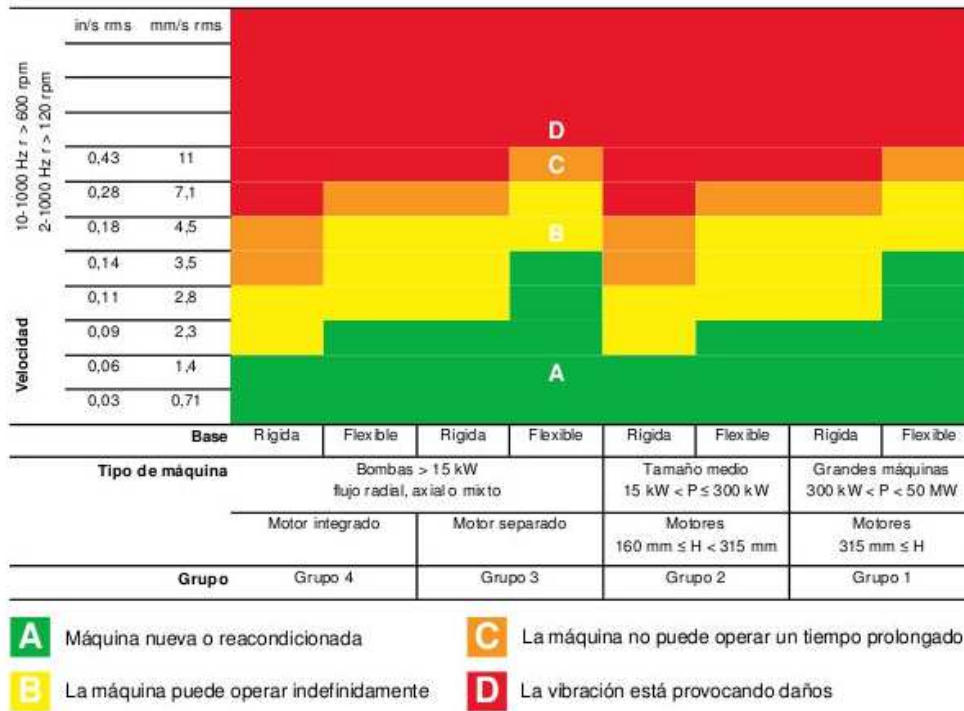 in/s rms mm/s rms
10-1000 Hz r > 600 rpm
2-1000 Hz r > 120 rpm
Velocidad
D
0,43 11
C
0,28 7,1
0,18 4,5
B
0,14 3,5
0,11 2,8
0,09 2,3
0,06 1,4
A
0,03 0,71
Base Rígida Flexible Rígida Flexible Rígida Flexible Rígida Flexible
Tipo de máquina Bombas > 15 kW Tamaño medio Grandes máquinas
flujo radial, axial o mixto 15 kW < P ≤ 300 kW 300 kW < P < 50 MW
Motor integrado Motor separado Motores Motores
160 mm ≤ H < 315 mm 315 mm ≤ H
Grupo Grupo 4 Grupo 3 Grupo 2 Grupo 1
A Máquina nueva o reacondicionada C La máquina no puede operar un tiempo prolongado
B La máquina puede operar indefinidamente D La vibración está provocando daños